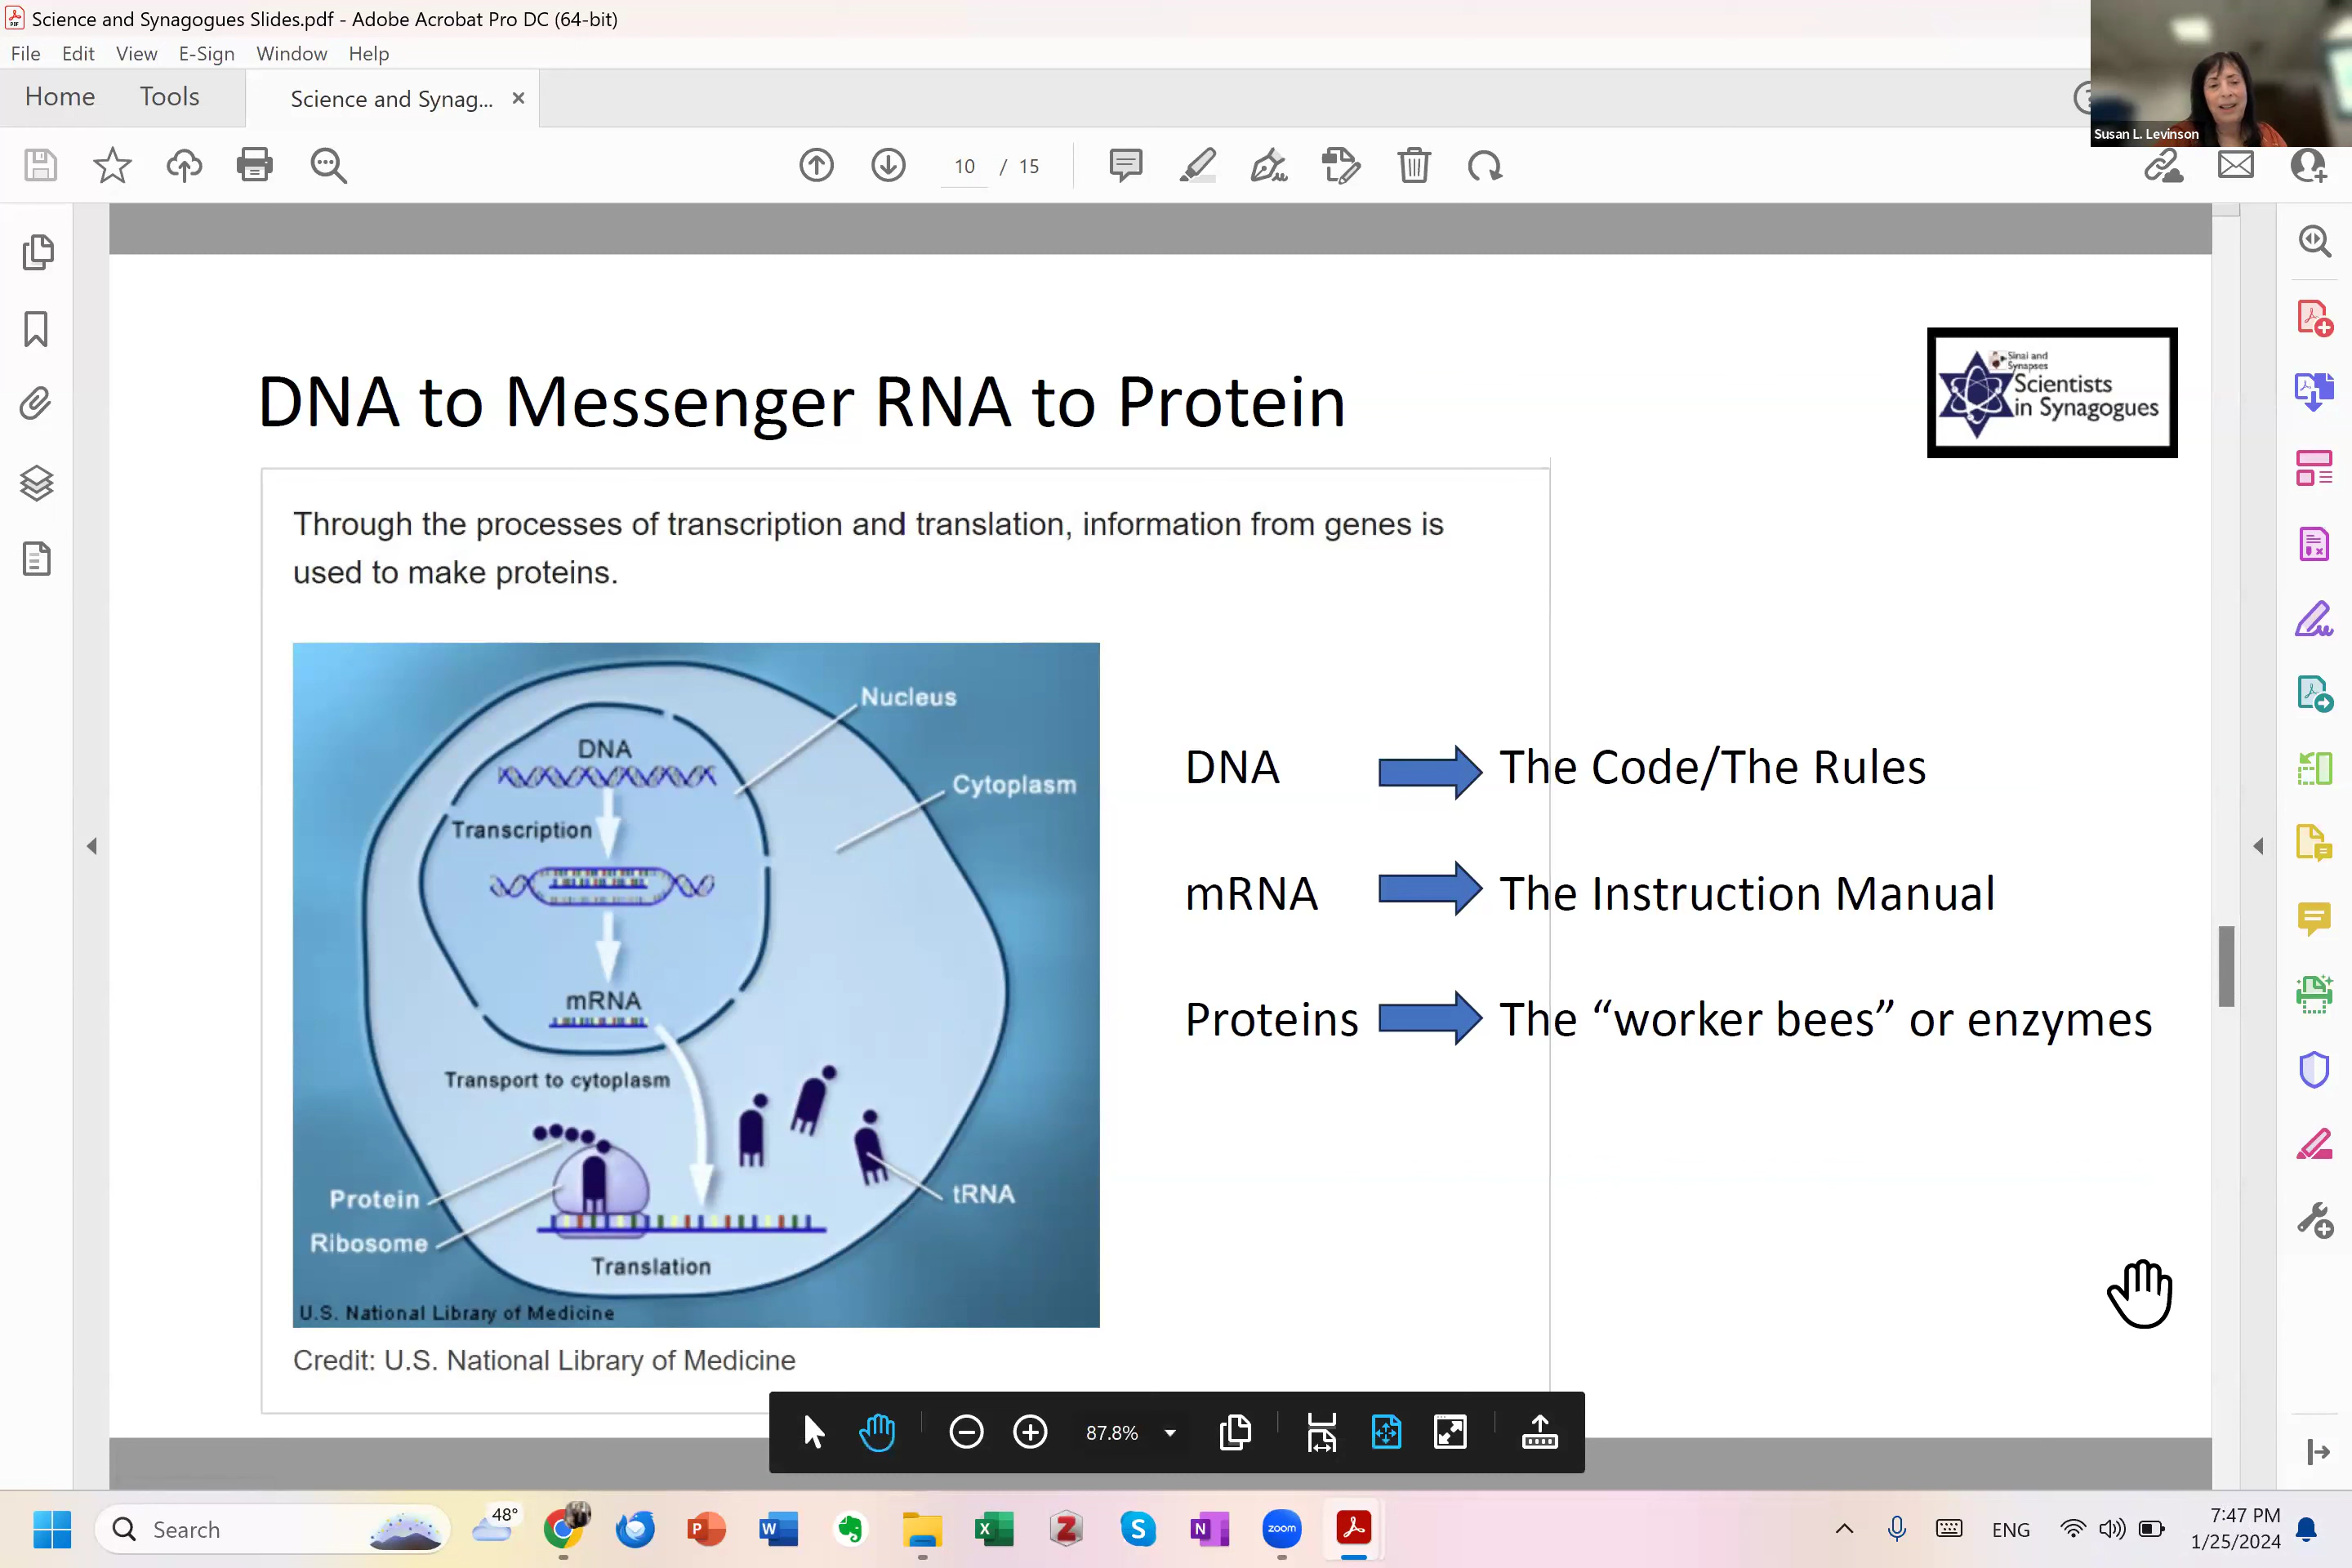 Science and Synagogues Slides.pdf - Adobe Acrobat Pro DC (64-bit)
File Edit View E-Sign Window Help
Home Tools Science and Synag... ×
Susan L. Levinson
10 / 15
DNA to Messenger RNA to Protein
Sinai and
Synapses
Scientists
in Synagogues
Through the processes of transcription and translation, information from genes is
used to make proteins.
Nucleus
DNA
Cytoplasm
Transcription
mRNA
Transport to cytoplasm
Protein
tRNA
Ribosome
Translation
U.S. National Library of Medicine
Credit: U.S. National Library of Medicine
DNA The Code/The Rules
mRNA The Instruction Manual
Proteins The “worker bees” or enzymes
87.8%
Search
48°
zoom
ENG
7:47 PM
1/25/2024